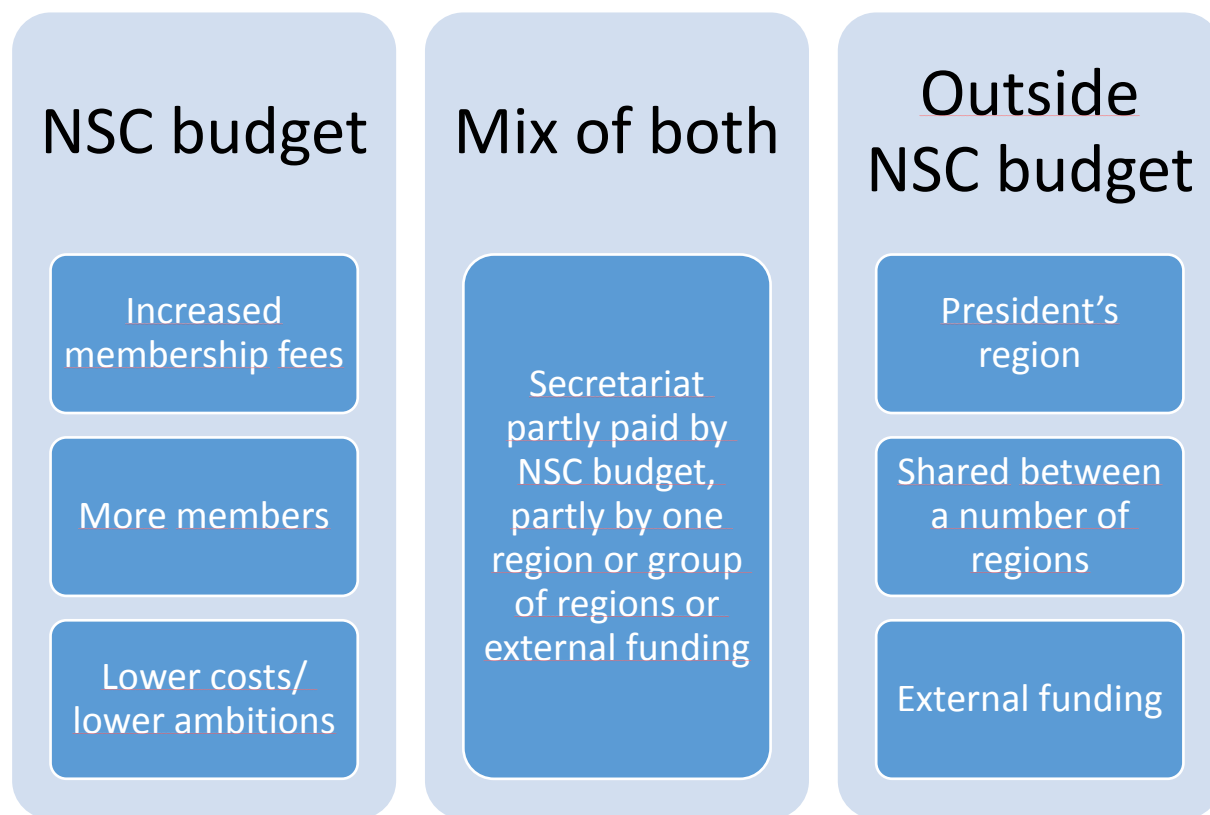 NSC budget
Increased
membership fees
More members
Lower costs/
lower ambitions
Mix of both
Secretariat
partly paid by
NSC budget,
partly by one
region or group
of regions or
external funding
Outside
NSC budget
President’s
region
Shared between
a number of
regions
External funding